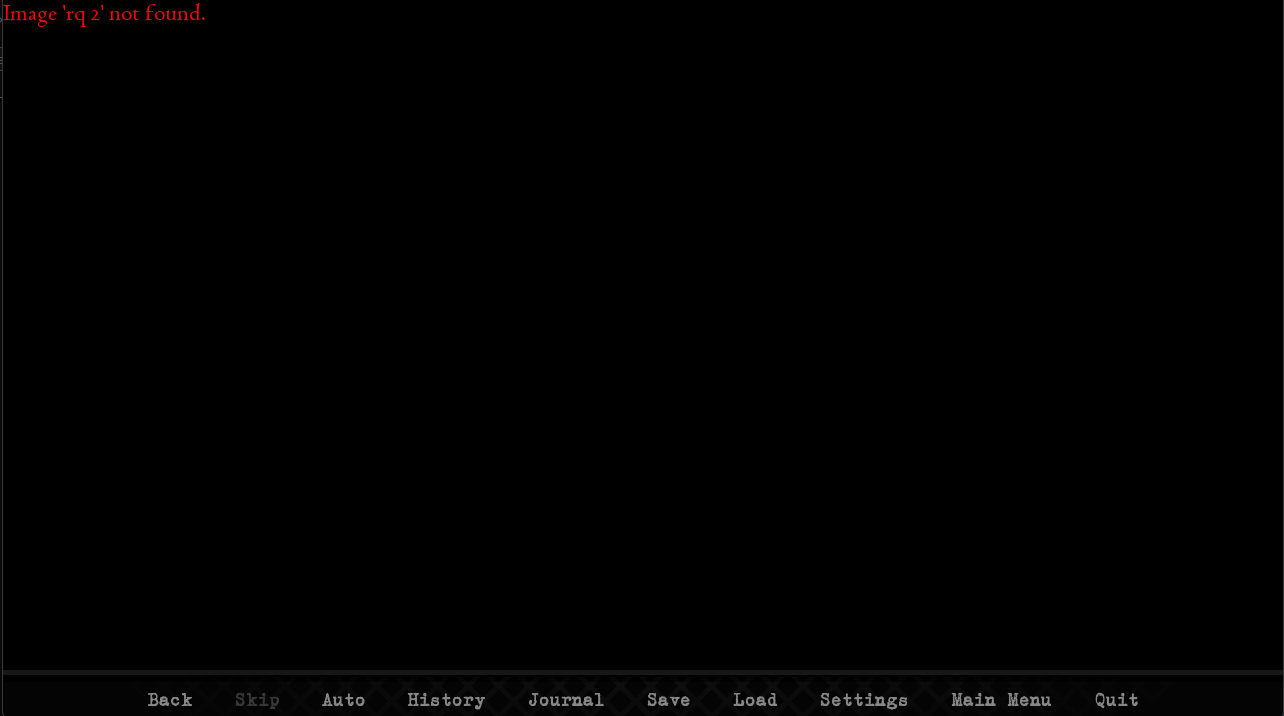 Image 'rq 2' not found.
Back Skip Auto History Journal Save Load Settings Main Menu Quit